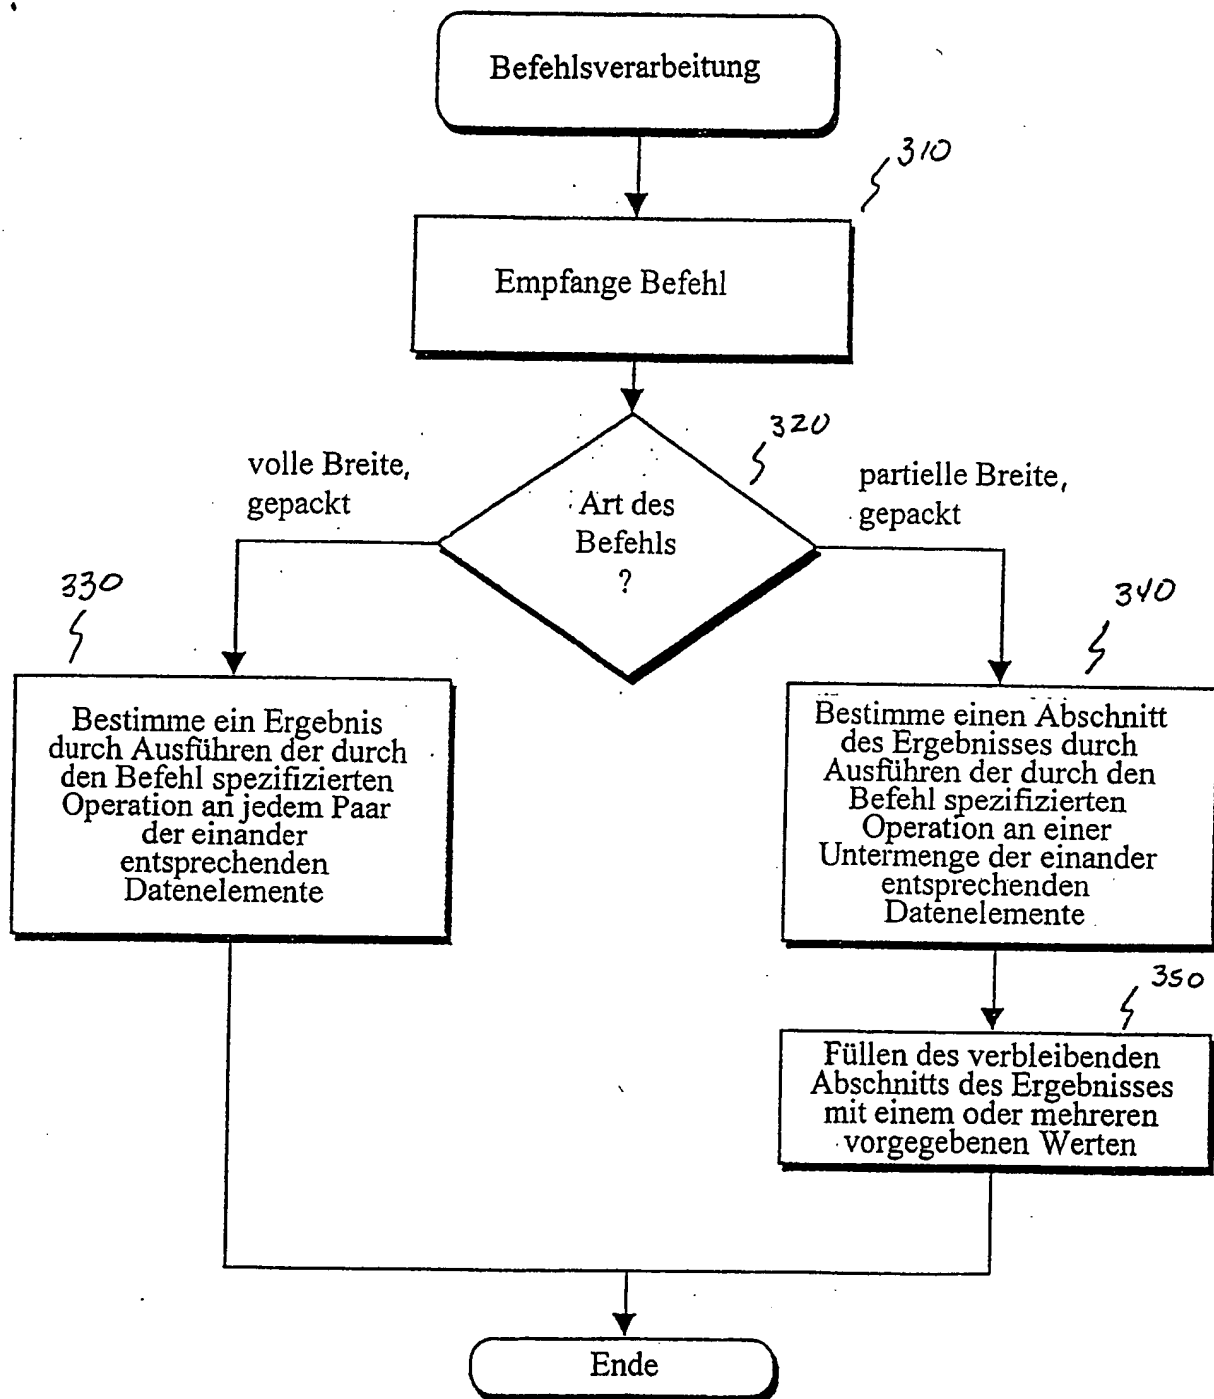 Befehlsverarbeitung
310
Empfange Befehl
320
volle Breite,
gepackt
Art des
Befehls
?
partielle Breite,
gepackt
330
340
Bestimme ein Ergebnis
durch Ausführen der durch
den Befehl spezifizierten
Operation an jedem Paar
der einander
entsprechenden
Datenelemente
Bestimme einen Abschnitt
des Ergebnisses durch
Ausführen der durch den
Befehl spezifizierten
Operation an einer
Untermenge der einander
entsprechenden
Datenelemente
350
Füllen des verbleibenden
Abschnitts des Ergebnisses
mit einem oder mehreren
vorgegebenen Werten
Ende